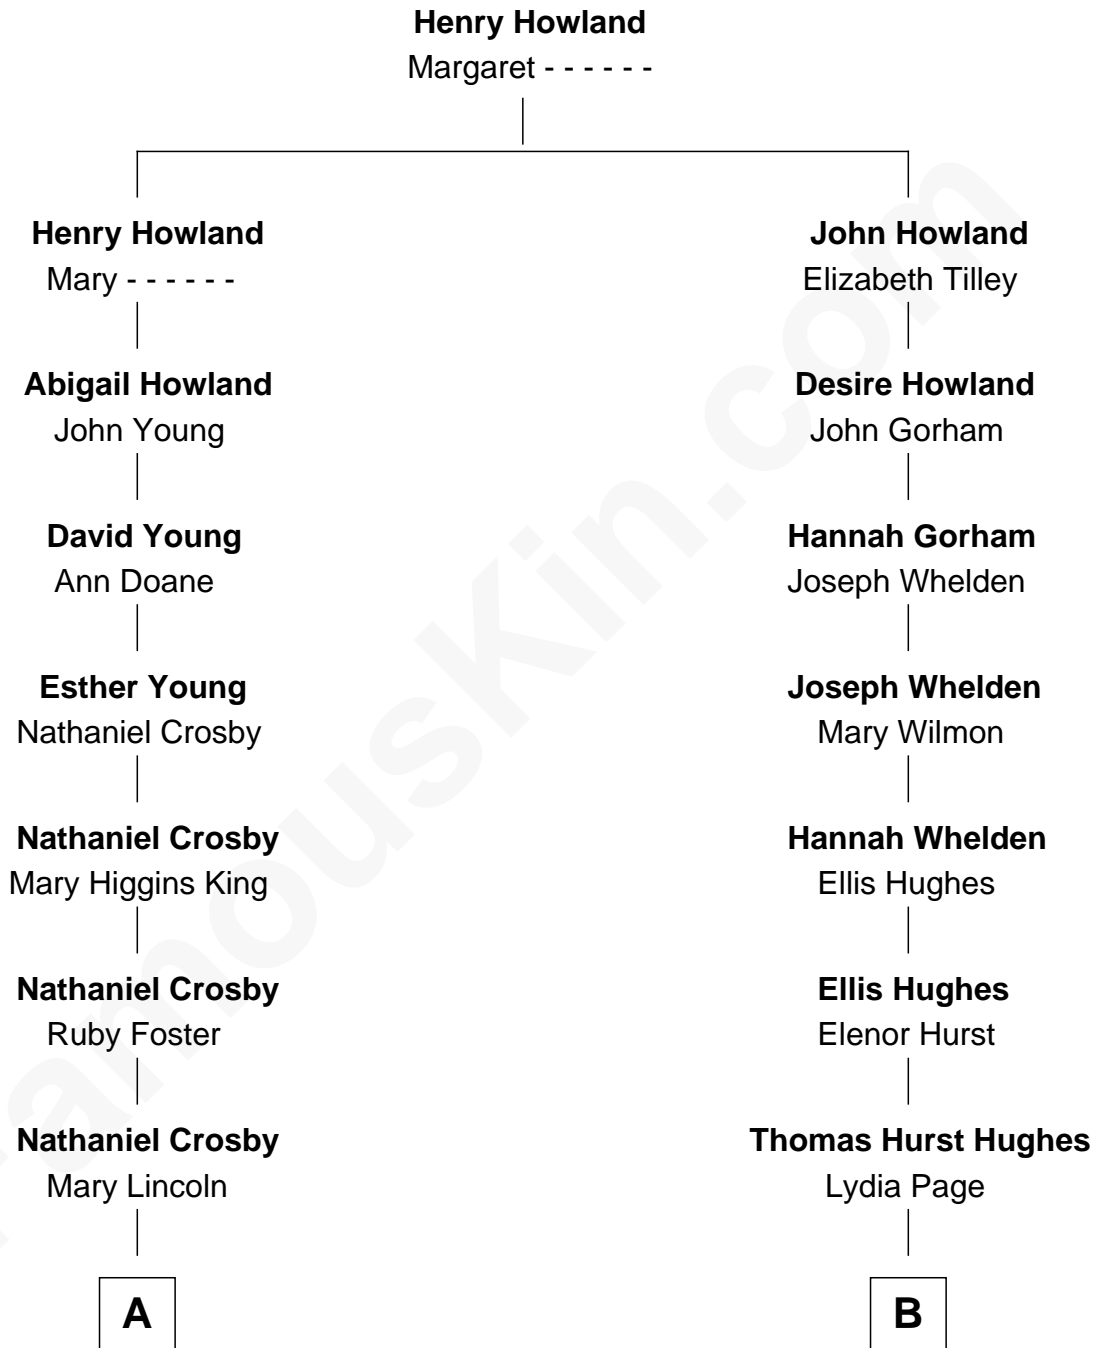 Henry Howland
Margaret - - - - - -
Henry Howland
Mary - - - - - -
John Howland
Elizabeth Tilley
Abigail Howland
John Young
Desire Howland
John Gorham
David Young
Ann Doane
Hannah Gorham
Joseph Whelden
Esther Young
Nathaniel Crosby
Joseph Whelden
Mary Wilmon
Nathaniel Crosby
Mary Higgins King
Hannah Whelden
Ellis Hughes
Nathaniel Crosby
Ruby Foster
Ellis Hughes
Elenor Hurst
Nathaniel Crosby
Mary Lincoln
Thomas Hurst Hughes
Lydia Page
A
B
FamousKin.com